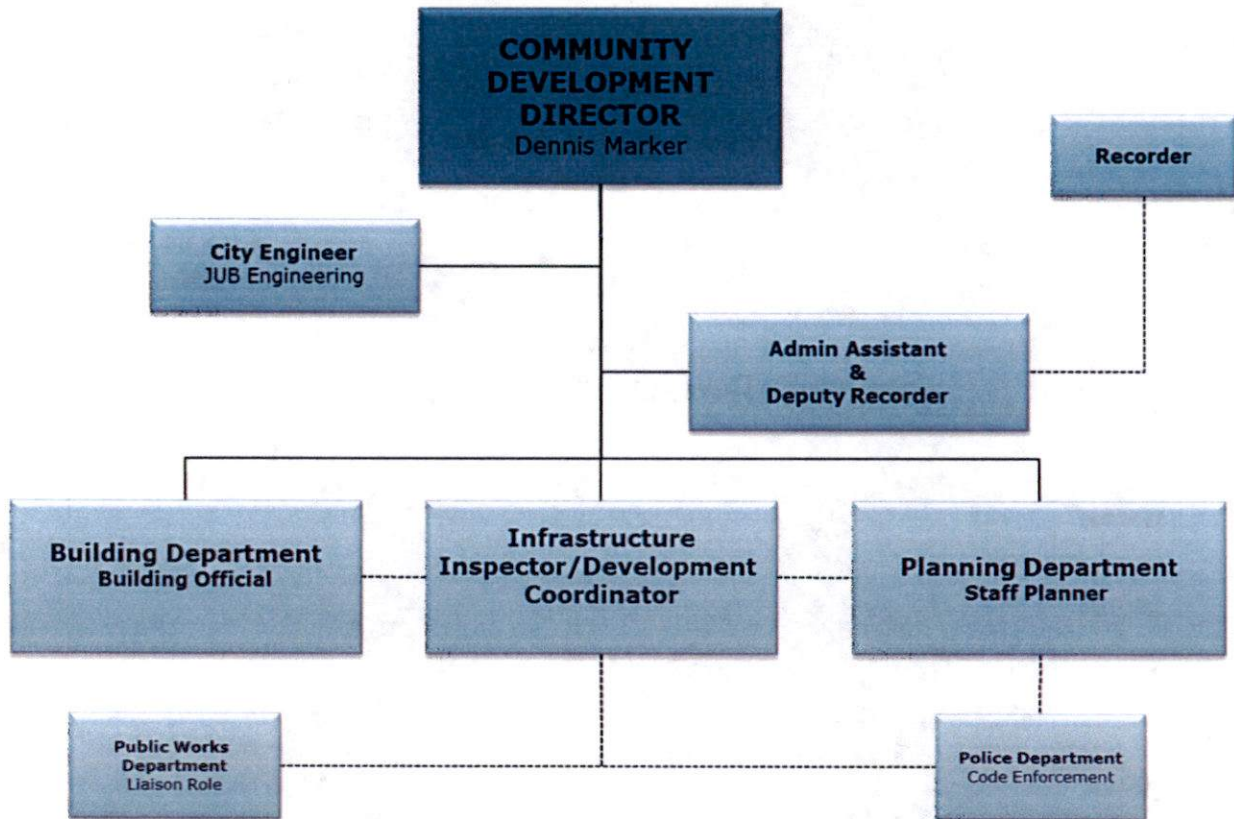 COMMUNITY
DEVELOPMENT
DIRECTOR
Dennis Marker
Recorder
City Engineer
JUB Engineering
Admin Assistant
&
Deputy Recorder
Building Department
Building Official
Infrastructure
Inspector/Development
Coordinator
Planning Department
Staff Planner
Public Works
Department
Liaison Role
Police Department
Code Enforcement